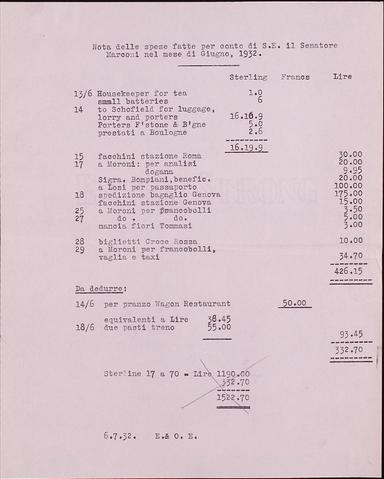 Nota delle spese fatte per conto di S.E. il Senatore
Marconi nel mese di Giugno, 1932.
Sterling Francs Lire
13/6 Housekeeper for tea 1.0
small batteries 6
14 to Schofield for luggage,
lorry and porters 16.16.9
Porters F'stone & B'gne 5.0
prestati a Boulogne 2.6
16.19.9
15 facchini stazione Roma 30.00
17 a Moroni: per analisi 20.00
dogana 9.95
Sigra. Bompiani,benefic. 20.00
a Losi per passaporto 100.00
18 spedizione bagaglio Genova 175.00
facchini stazione Genova 15.00
25 a Moroni per francobolli 3.50
27 do. do. 5.00
mancia fiori Tommasi 3.00
28 biglietti Croce Rossa 10.00
29 a Moroni per francobolli,
vaglia e taxi 34.70
426.15
Da dedurre:
14/6 per pranzo Wagon Restaurant 50.00
equivalenti a Lire 38.45
18/6 due pasti treno 55.00
93.45
332.70
Sterline 17 a 70 = Lire 1190.00
332.70
1522.70
6.7.32. E.& O. E.